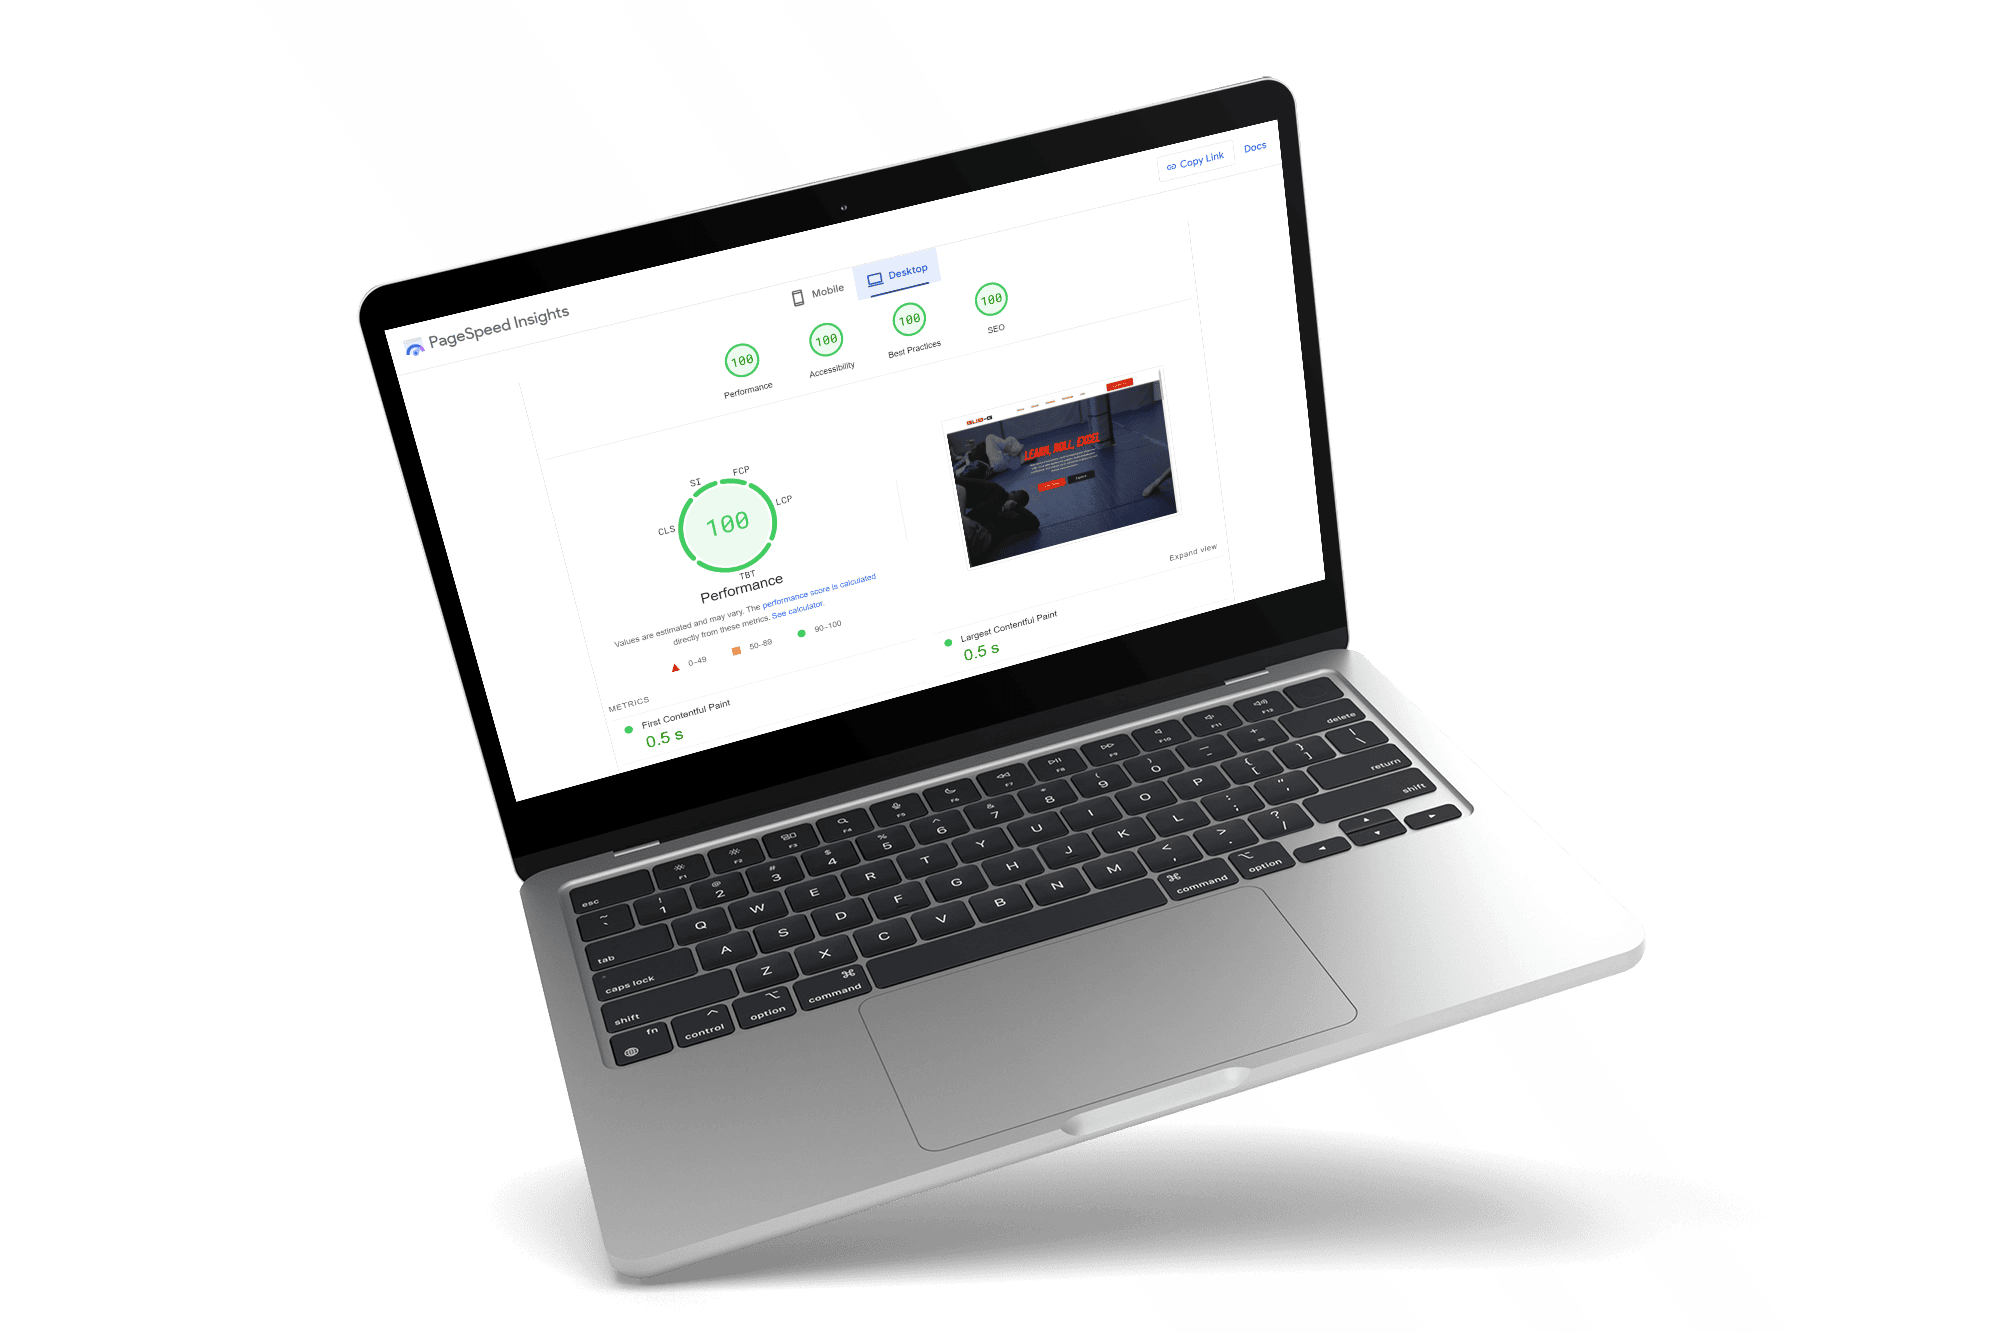 Copy Link
Docs
PageSpeed Insights
Mobile
Desktop
100
Performance
100
Accessibility
100
Best Practices
100
SEO
SI
FCP
CLS
LCP
100
TBT
Performance
Values are estimated and may vary. The performance score is calculated
directly from these metrics. See calculator.
0–49
50–89
90–100
LEARN, ROLL, EXCEL
Expand view
METRICS
First Contentful Paint
0.5 s
Largest Contentful Paint
0.5 s
esc F1 F2 F3 F4 F5 F6 F7 F8 F9 F10 F11 F12
~ ` ! 1 @ 2 # 3 $ 4 % 5 ^ 6 & 7 * 8 ( 9 ) 0 — - + = delete
tab Q W E R T Y U I O P { [ } ] | \
caps lock A S D F G H J K L : ; " ' return
shift Z X C V B N M < , > . ? / shift
fn control option command command option